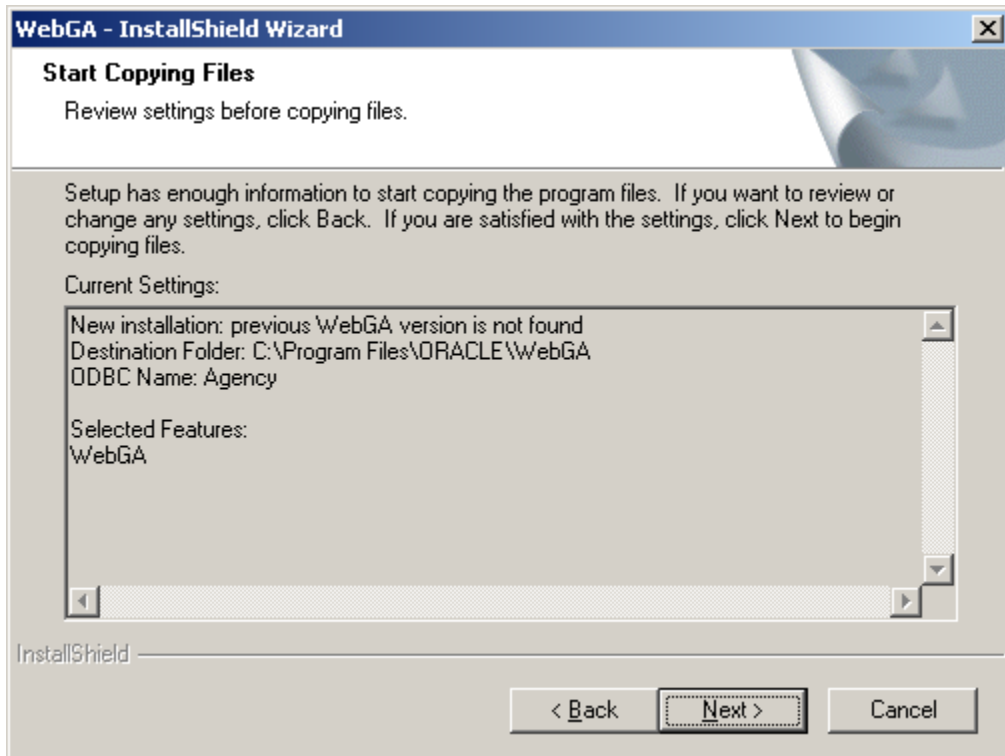 WebGA - InstallShield Wizard
Start Copying Files
Review settings before copying files.
Setup has enough information to start copying the program files.  If you want to review or
change any settings, click Back.  If you are satisfied with the settings, click Next to begin
copying files.
Current Settings:
New installation: previous WebGA version is not found
Destination Folder: C:\Program Files\ORACLE\WebGA
ODBC Name: Agency
Selected Features:
WebGA
InstallShield
< Back Next > Cancel